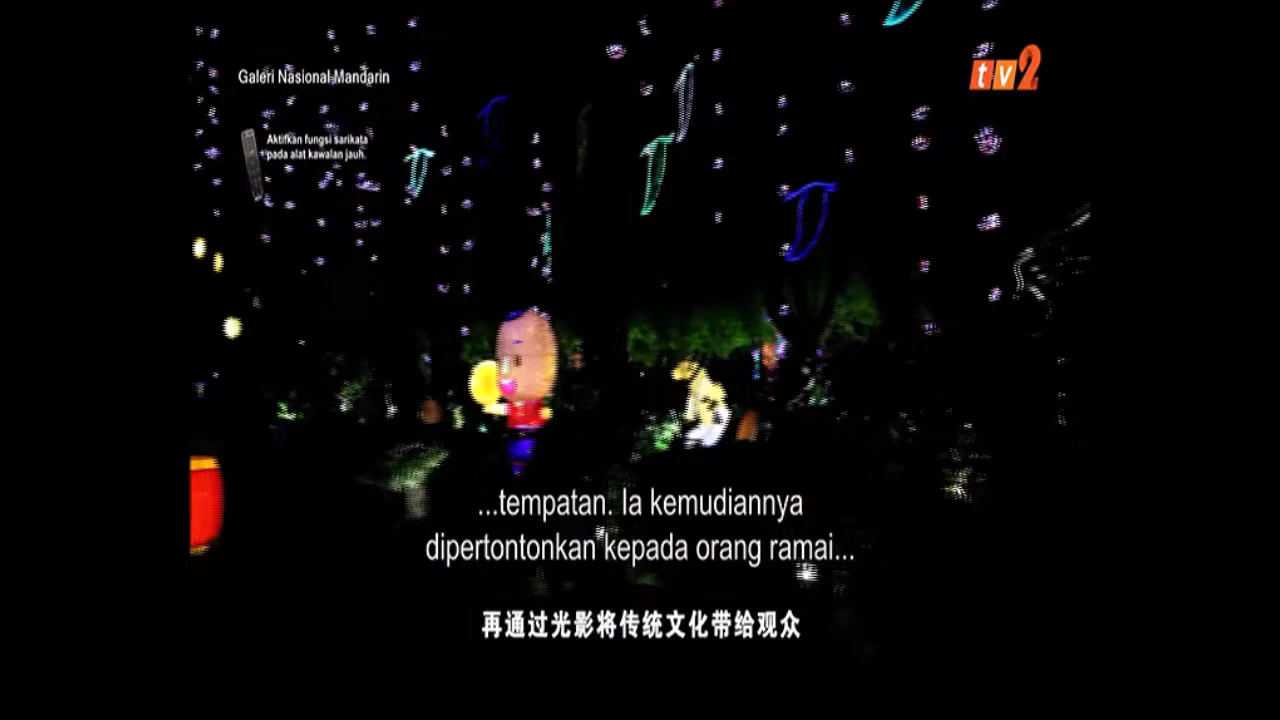 Galeri Nasional Mandarin
tv2
Aktifkan fungsi sarikata
pada alat kawalan jauh.
...tempatan. Ia kemudiannya
dipertontonkan kepada orang ramai...
再通过光影将传统文化带给观众